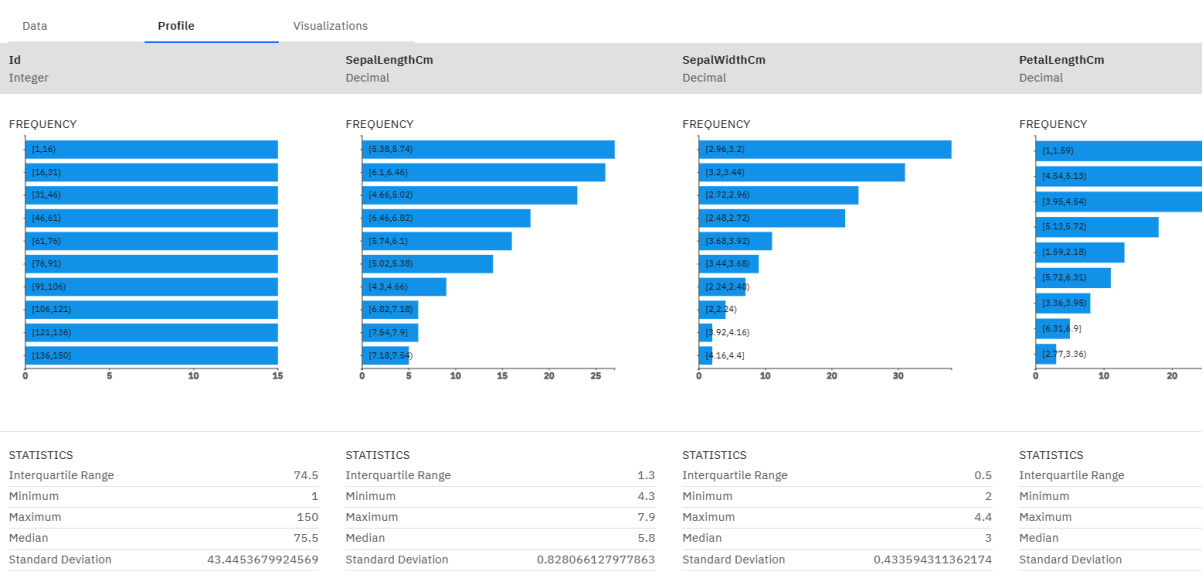 Data Profile Visualizations
Id SepalLengthCm SepalWidthCm PetalLengthCm
Integer Decimal Decimal Decimal
FREQUENCY
[1,16)
[16,31)
[31,46)
[46,61)
[61,76)
[76,91)
[91,106)
[106,121)
[121,136)
[136,150]
0 5 10 15
FREQUENCY
[5.38,5.74)
[6.1,6.46)
[4.66,5.02)
[6.46,6.82)
[5.74,6.1)
[5.02,5.38)
[4.3,4.66)
[6.82,7.18)
[7.54,7.9]
[7.18,7.54)
0 5 10 15 20 25
FREQUENCY
[2.96,3.2)
[3.2,3.44)
[2.72,2.96)
[2.48,2.72)
[3.68,3.92)
[3.44,3.68)
[2.24,2.48)
[2,2.24)
[3.92,4.16)
[4.16,4.4]
0 10 20 30
FREQUENCY
[1,1.59)
[4.54,5.13)
[3.95,4.54)
[5.13,5.72)
[1.59,2.18)
[5.72,6.31)
[3.36,3.95)
[6.31,6.9]
[2.77,3.36)
0 10 20
STATISTICS
Interquartile Range 74.5
Minimum 1
Maximum 150
Median 75.5
Standard Deviation 43.4453679924569
STATISTICS
Interquartile Range 1.3
Minimum 4.3
Maximum 7.9
Median 5.8
Standard Deviation 0.828066127977863
STATISTICS
Interquartile Range 0.5
Minimum 2
Maximum 4.4
Median 3
Standard Deviation 0.433594311362174
STATISTICS
Interquartile Range
Minimum
Maximum
Median
Standard Deviation